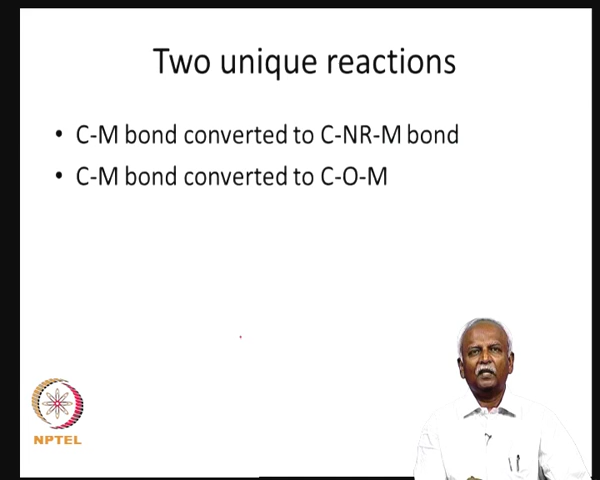 Two unique reactions
• C-M bond converted to C-NR-M bond
• C-M bond converted to C-O-M
NPTEL